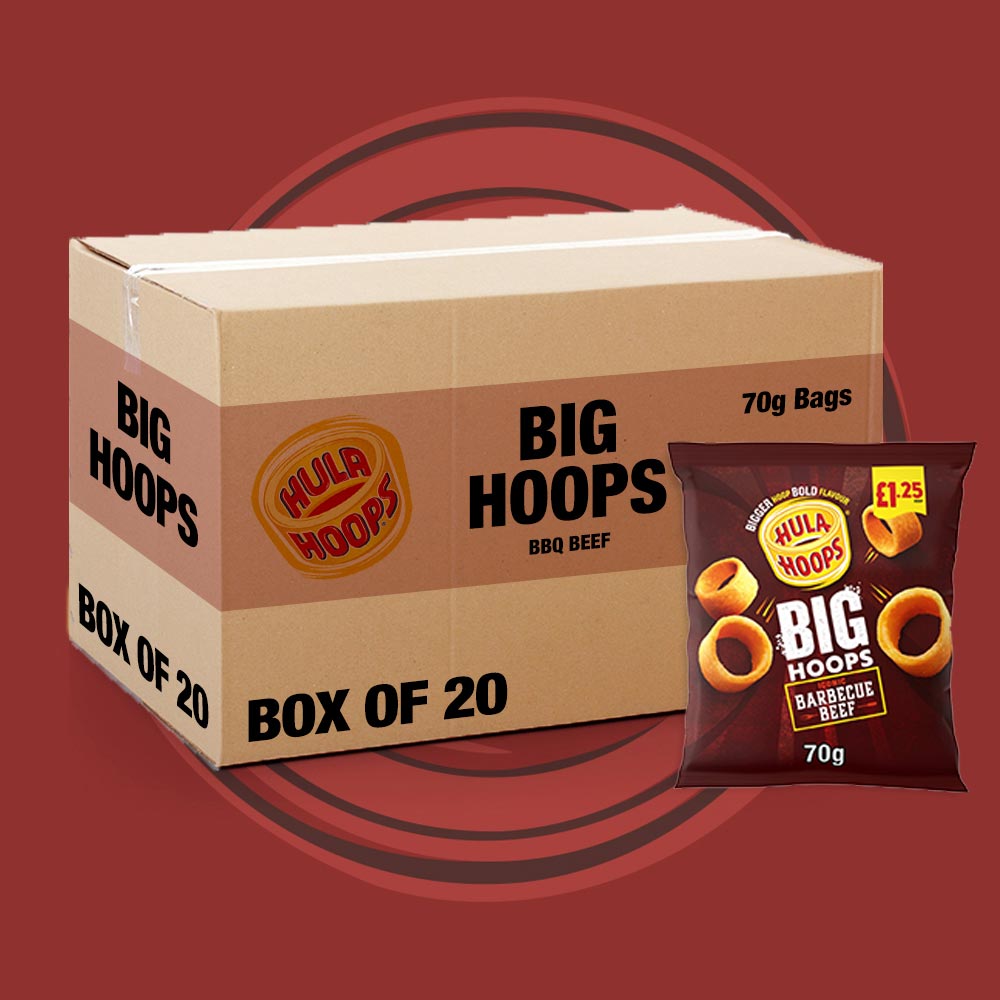 BIG
HOOPS
BOX OF 20
HULA
HOOPS
BIG
HOOPS
BBQ BEEF
70g Bags
BOX OF 20
£1.25
BIGGER HOOP BOLD FLAVOUR
HULA
HOOPS
BIG
HOOPS
ICONIC
BARBECUE
BEEF
70g